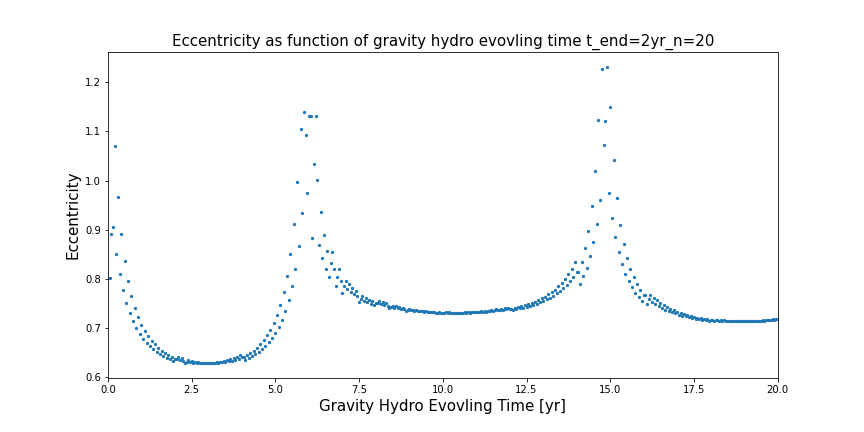 Eccentricity as function of gravity hydro evovling time t_end=2yr_n=20
Eccentricity
1.2
1.1
1.0
0.9
0.8
0.7
0.6
0.0 2.5 5.0 7.5 10.0 12.5 15.0 17.5 20.0
Gravity Hydro Evovling Time [yr]